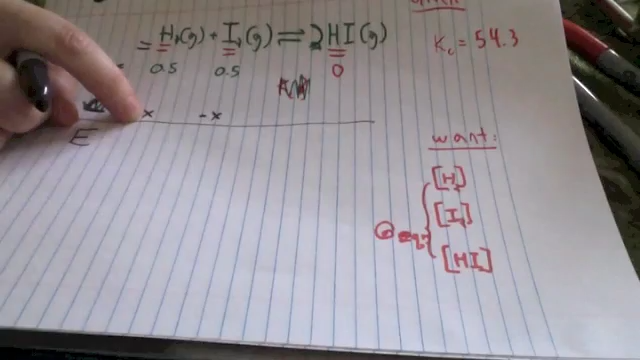 = H₂(g) + I₂(g) ⇌ 2HI(g)
0.5 0.5 0
Kc = 54.3
x -x
E
want:
[H₂]
[I₂]
@ eq:
[HI]